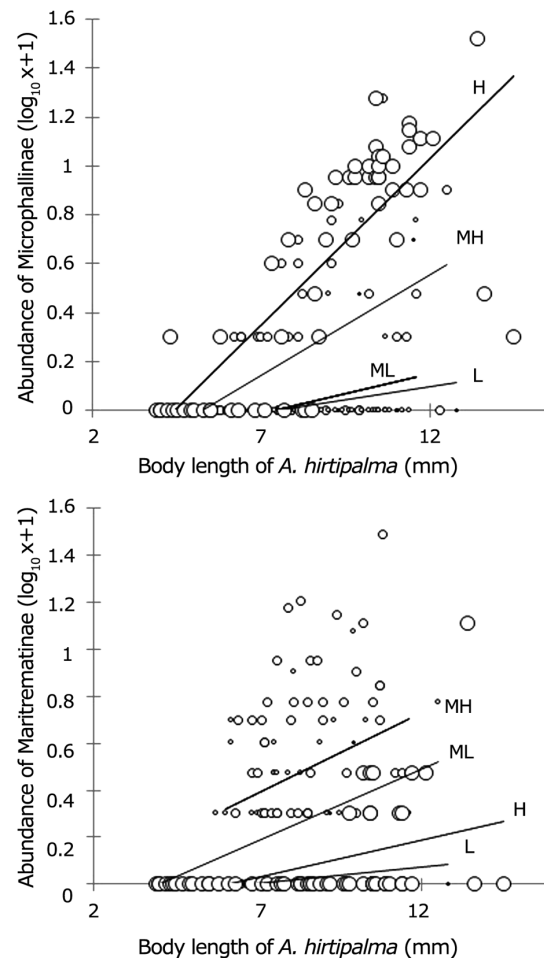 Abundance of Microphallinae (log₁₀ x+1)
1.6
1.4
1.2
1
0.8
0.6
0.4
0.2
0
H
MH
ML
L
2 7 12
Body length of A. hirtipalma (mm)
Abundance of Maritrematinae (log₁₀ x+1)
1.6
1.4
1.2
1
0.8
0.6
0.4
0.2
0
MH
ML
H
L
2 7 12
Body length of A. hirtipalma (mm)